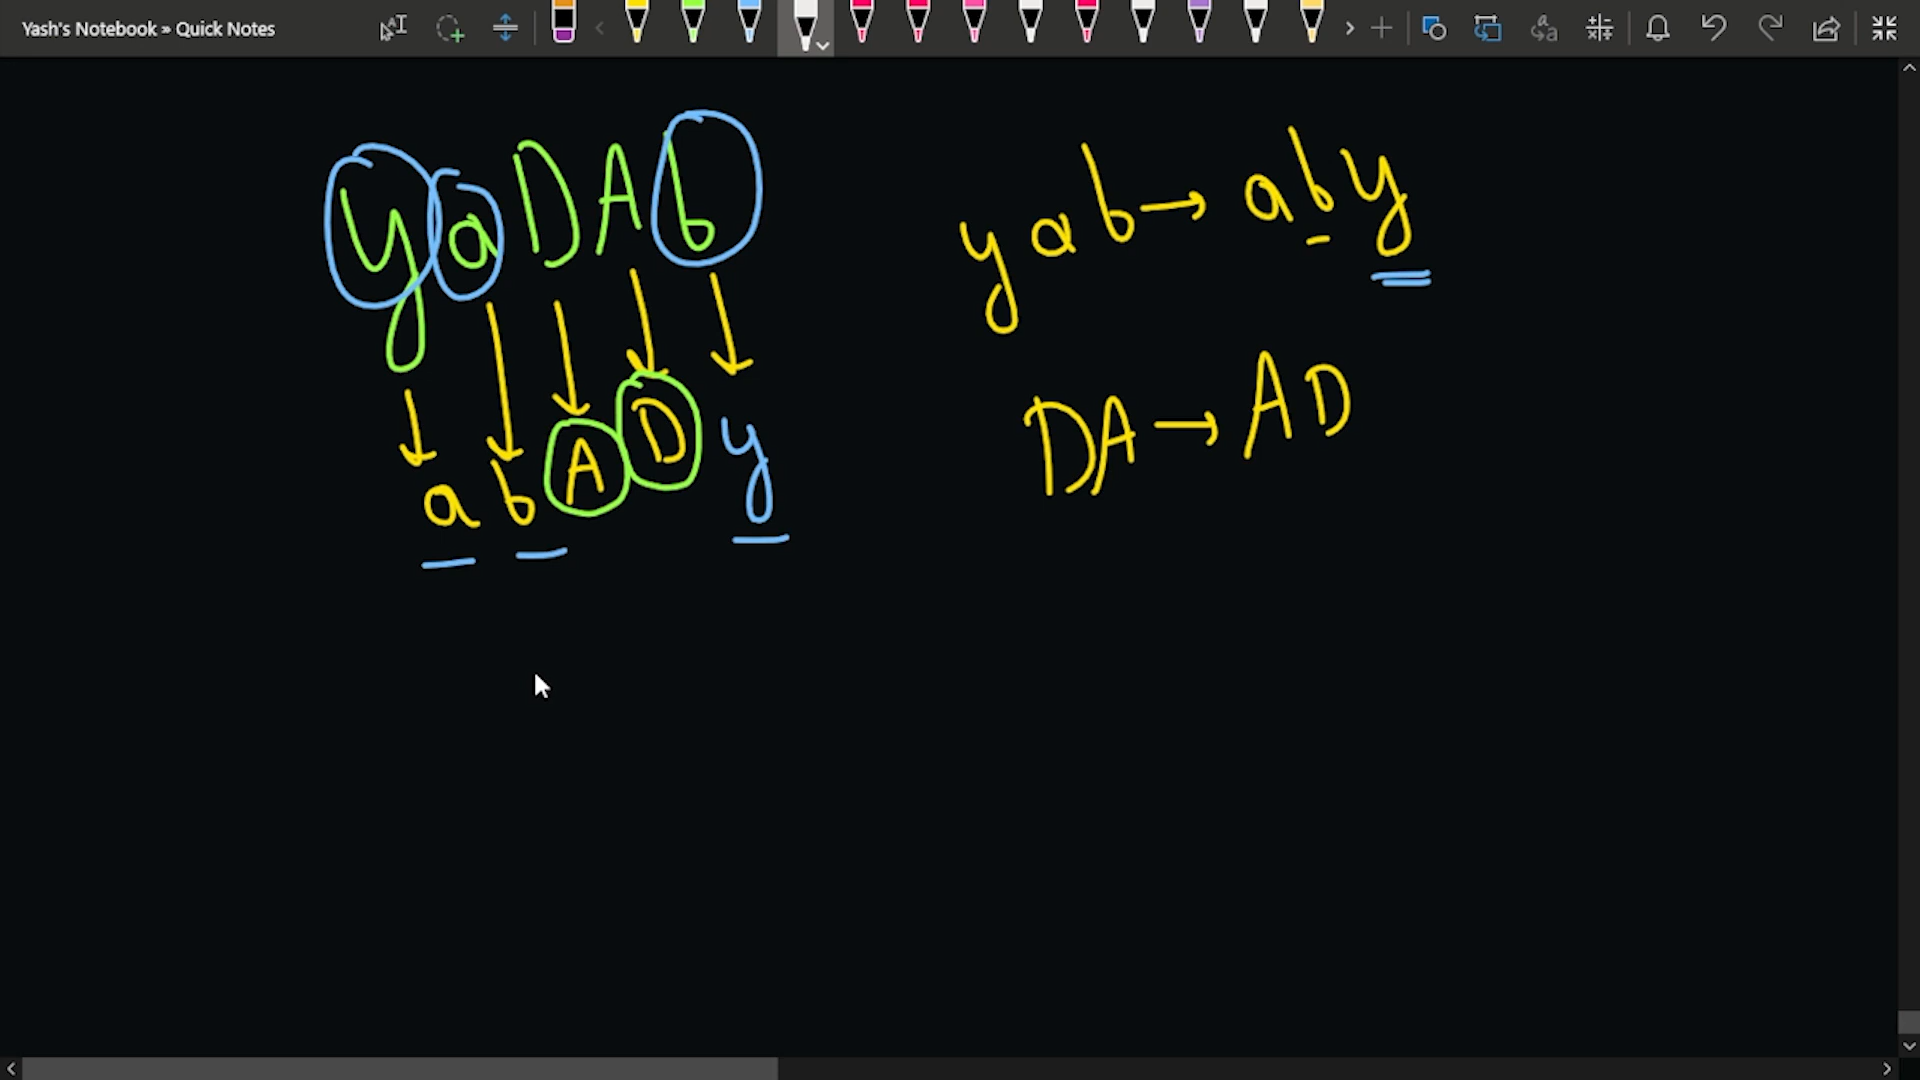 Yash's Notebook » Quick Notes
yaDAb
abADy
yab → aby
DA → AD